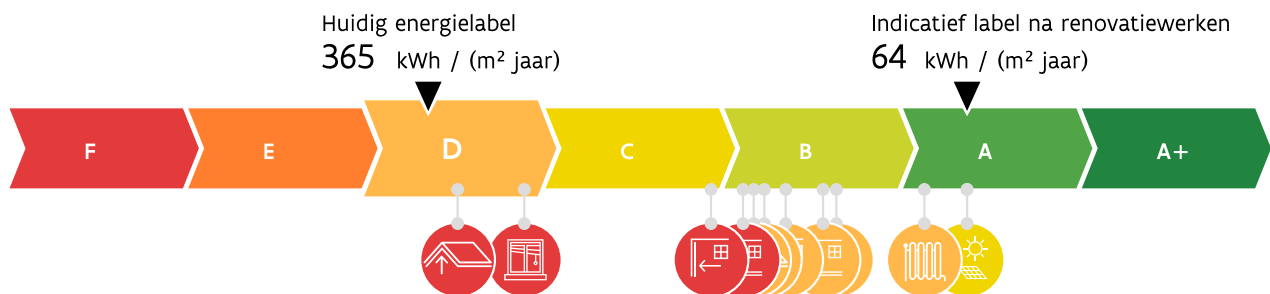 Huidig energielabel
365 kWh / (m² jaar)
Indicatief label na renovatiewerken
64 kWh / (m² jaar)
F E D C B A A+